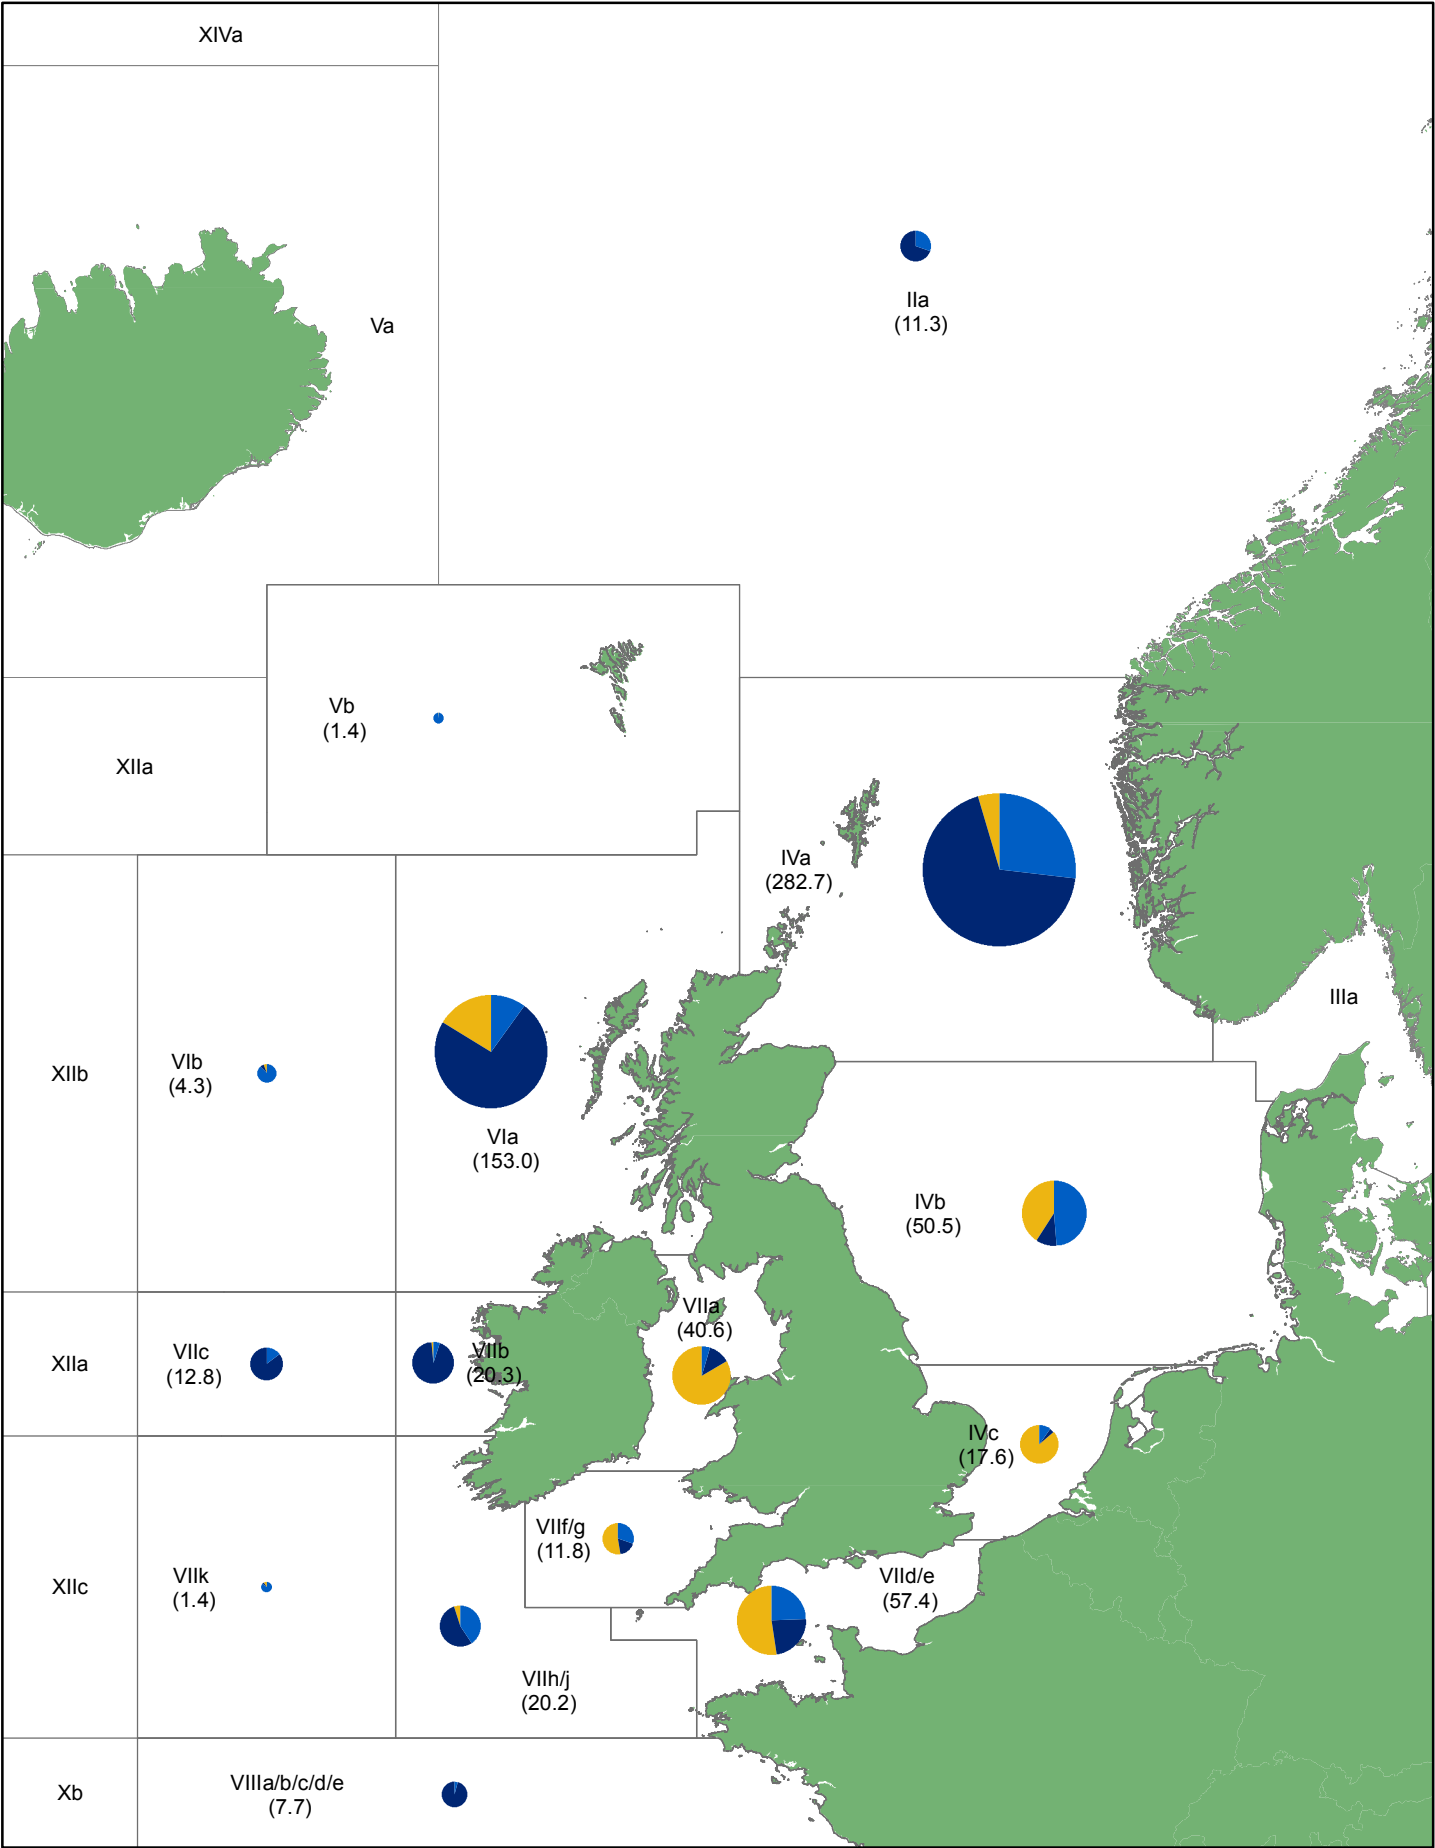 XIVa
IIa
(11.3)
Va
Vb
(1.4)
XIIa
IVa
(282.7)
IIIa
XIIb
VIb
(4.3)
VIa
(153.0)
IVb
(50.5)
VIIa
(40.6)
XIIa
VIIc
(12.8)
VIIb
(20.3)
IVc
(17.6)
VIIf/g
(11.8)
XIIc
VIIk
(1.4)
VIId/e
(57.4)
VIIh/j
(20.2)
Xb
VIIIa/b/c/d/e
(7.7)